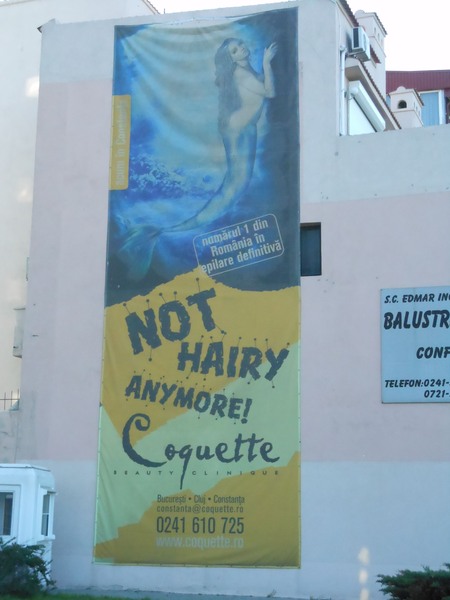 numărul 1 din
România în
epilare definitivă
NOT
HAIRY
ANYMORE!
Coquette
BEAUTY CLINIQUE
București • Cluj • Constanța
constanta@coquette.ro
0241 610 725
www.coquette.ro
S.C. EDMAR IN
BALUSTR
CONF
TELEFON:0241-
0721-